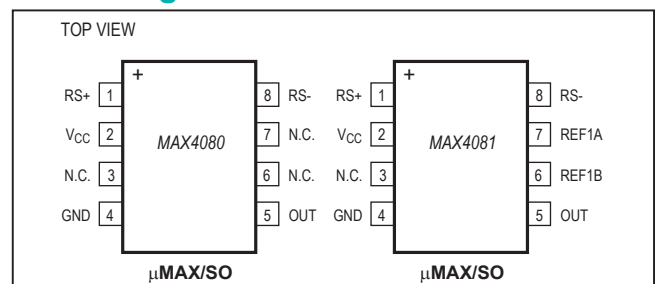 TOP VIEW
+ +
RS+ 1 8 RS- RS+ 1 8 RS-
VCC 2 MAX4080 7 N.C. VCC 2 MAX4081 7 REF1A
N.C. 3 6 N.C. N.C. 3 6 REF1B
GND 4 5 OUT GND 4 5 OUT
µMAX/SO µMAX/SO